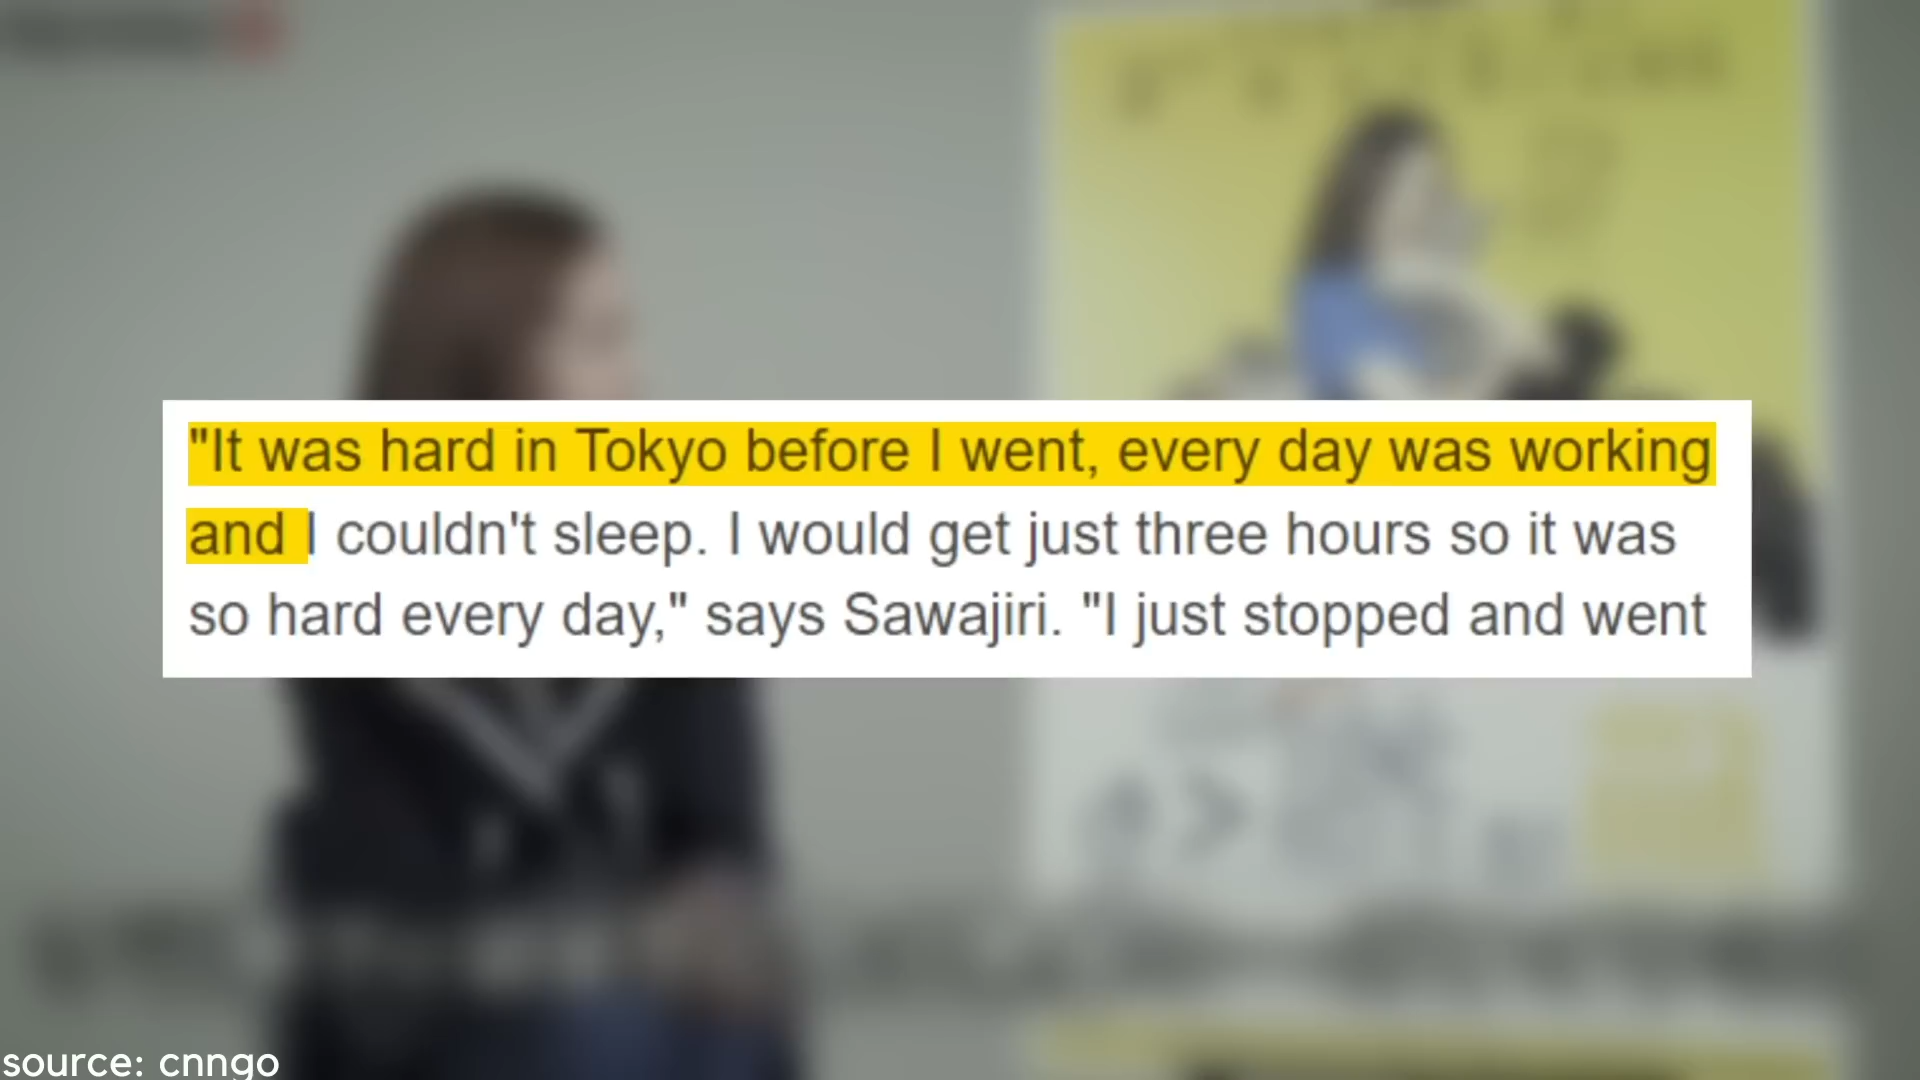 "It was hard in Tokyo before I went, every day was working
and I couldn't sleep. I would get just three hours so it was
so hard every day," says Sawajiri. "I just stopped and went
source: cnngo